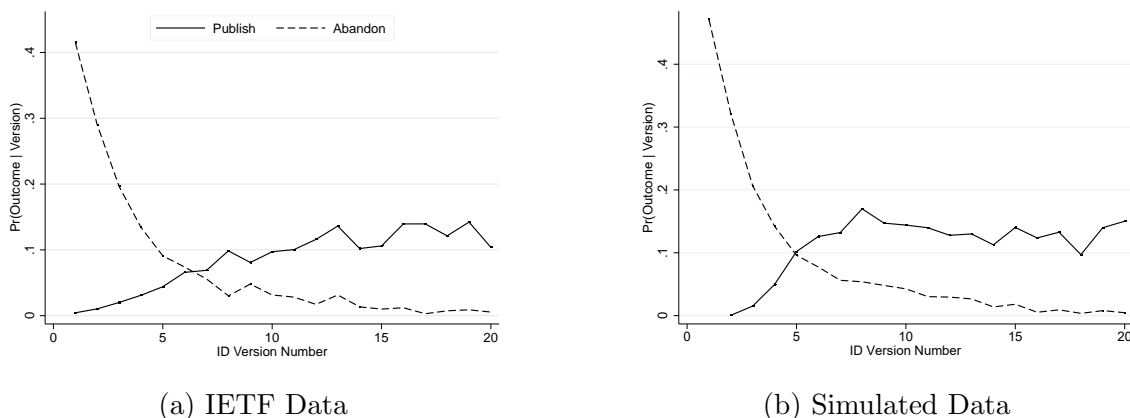 Publish Abandon
Pr(Outcome | Version)
.4
.3
.2
.1
0
0 5 10 15 20
ID Version Number
(a) IETF Data
Pr(Outcome | Version)
.4
.3
.2
.1
0
0 5 10 15 20
ID Version Number
(b) Simulated Data